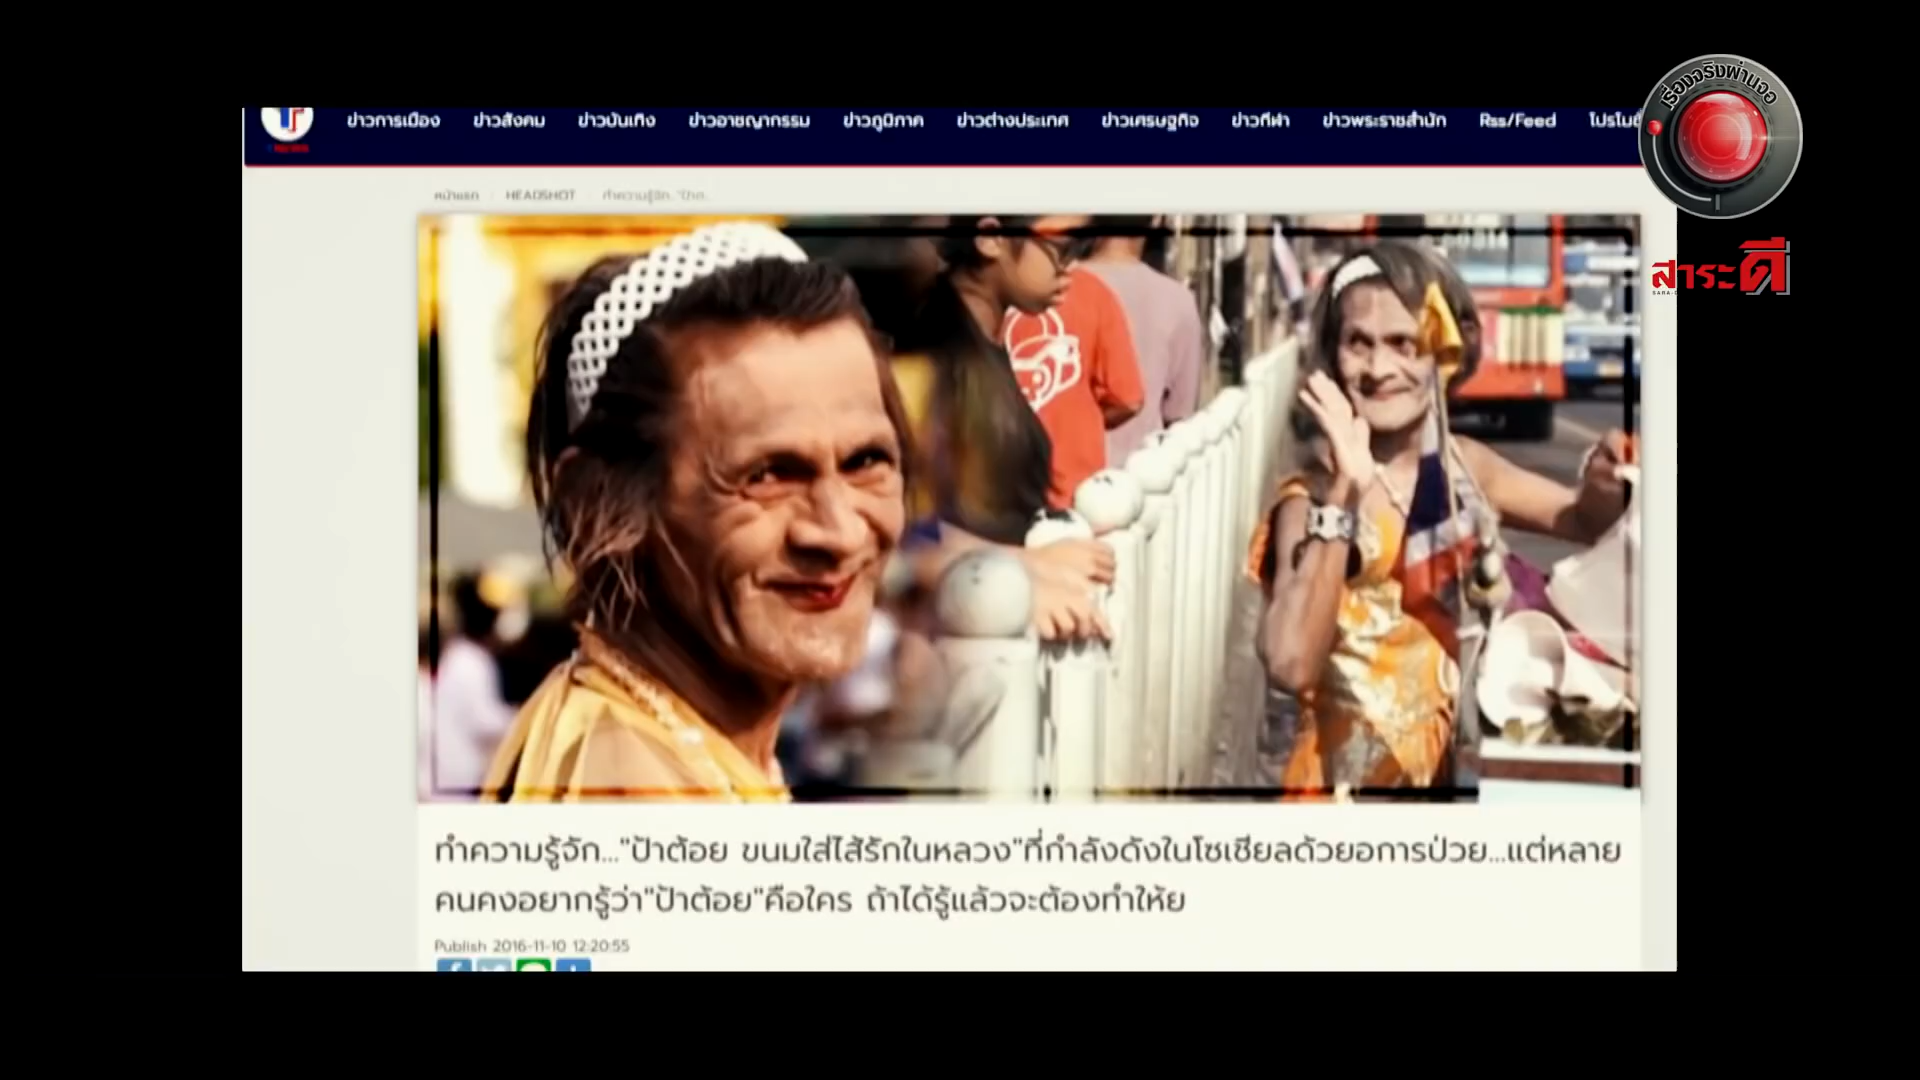 เรื่องจริงผ่านจอ
ข่าวการเมือง ข่าวสังคม ข่าวบันเทิง ข่าวอาชญากรรม ข่าวภูมิภาค ข่าวต่างประเทศ ข่าวเศรษฐกิจ ข่าวกีฬา ข่าวพระราชสำนัก Rss/Feed
หน้าแรก HEADSHOT ทำความรู้จัก..."ป้าต..
สาระดี
ทำความรู้จัก..."ป้าต้อย ขนมใส่ไส้รักในหลวง"ที่กำลังดังในโซเชียลด้วยอการป่วย...แต่หลาย
คนคงอยากรู้ว่า"ป้าต้อย"คือใคร ถ้าได้รู้แล้วจะต้องทำให้ย
Publish 2016-11-10 12:20:55